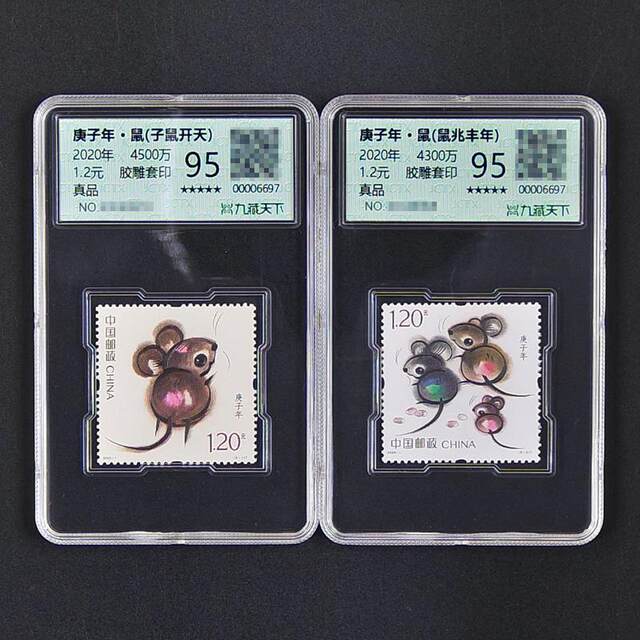 庚子年·鼠(子鼠开天)
2020年 4500万
1.2元 胶雕套印
真品
NO.
95
★★★★★
00006697
九藏天下
庚子年·鼠(鼠兆丰年)
2020年 4300万
1.2元 胶雕套印
真品
NO.
95
★★★★★
00006697
九藏天下
中国邮政 CHINA
庚子年
1.20元
1.20元
庚子年
中国邮政 CHINA